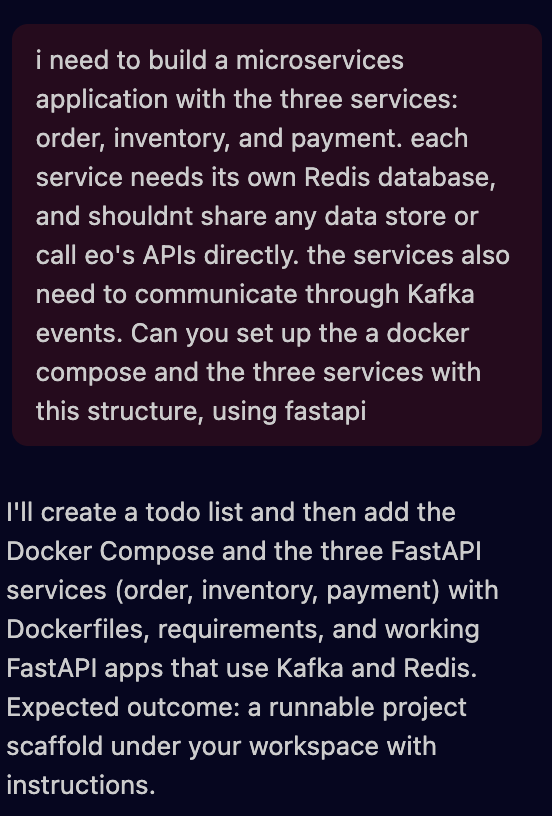 i need to build a microservices
application with the three services:
order, inventory, and payment. each
service needs its own Redis database,
and shouldnt share any data store or
call eo's APIs directly. the services also
need to communicate through Kafka
events. Can you set up the a docker
compose and the three services with
this structure, using fastapi
I'll create a todo list and then add the
Docker Compose and the three FastAPI
services (order, inventory, payment) with
Dockerfiles, requirements, and working
FastAPI apps that use Kafka and Redis.
Expected outcome: a runnable project
scaffold under your workspace with
instructions.